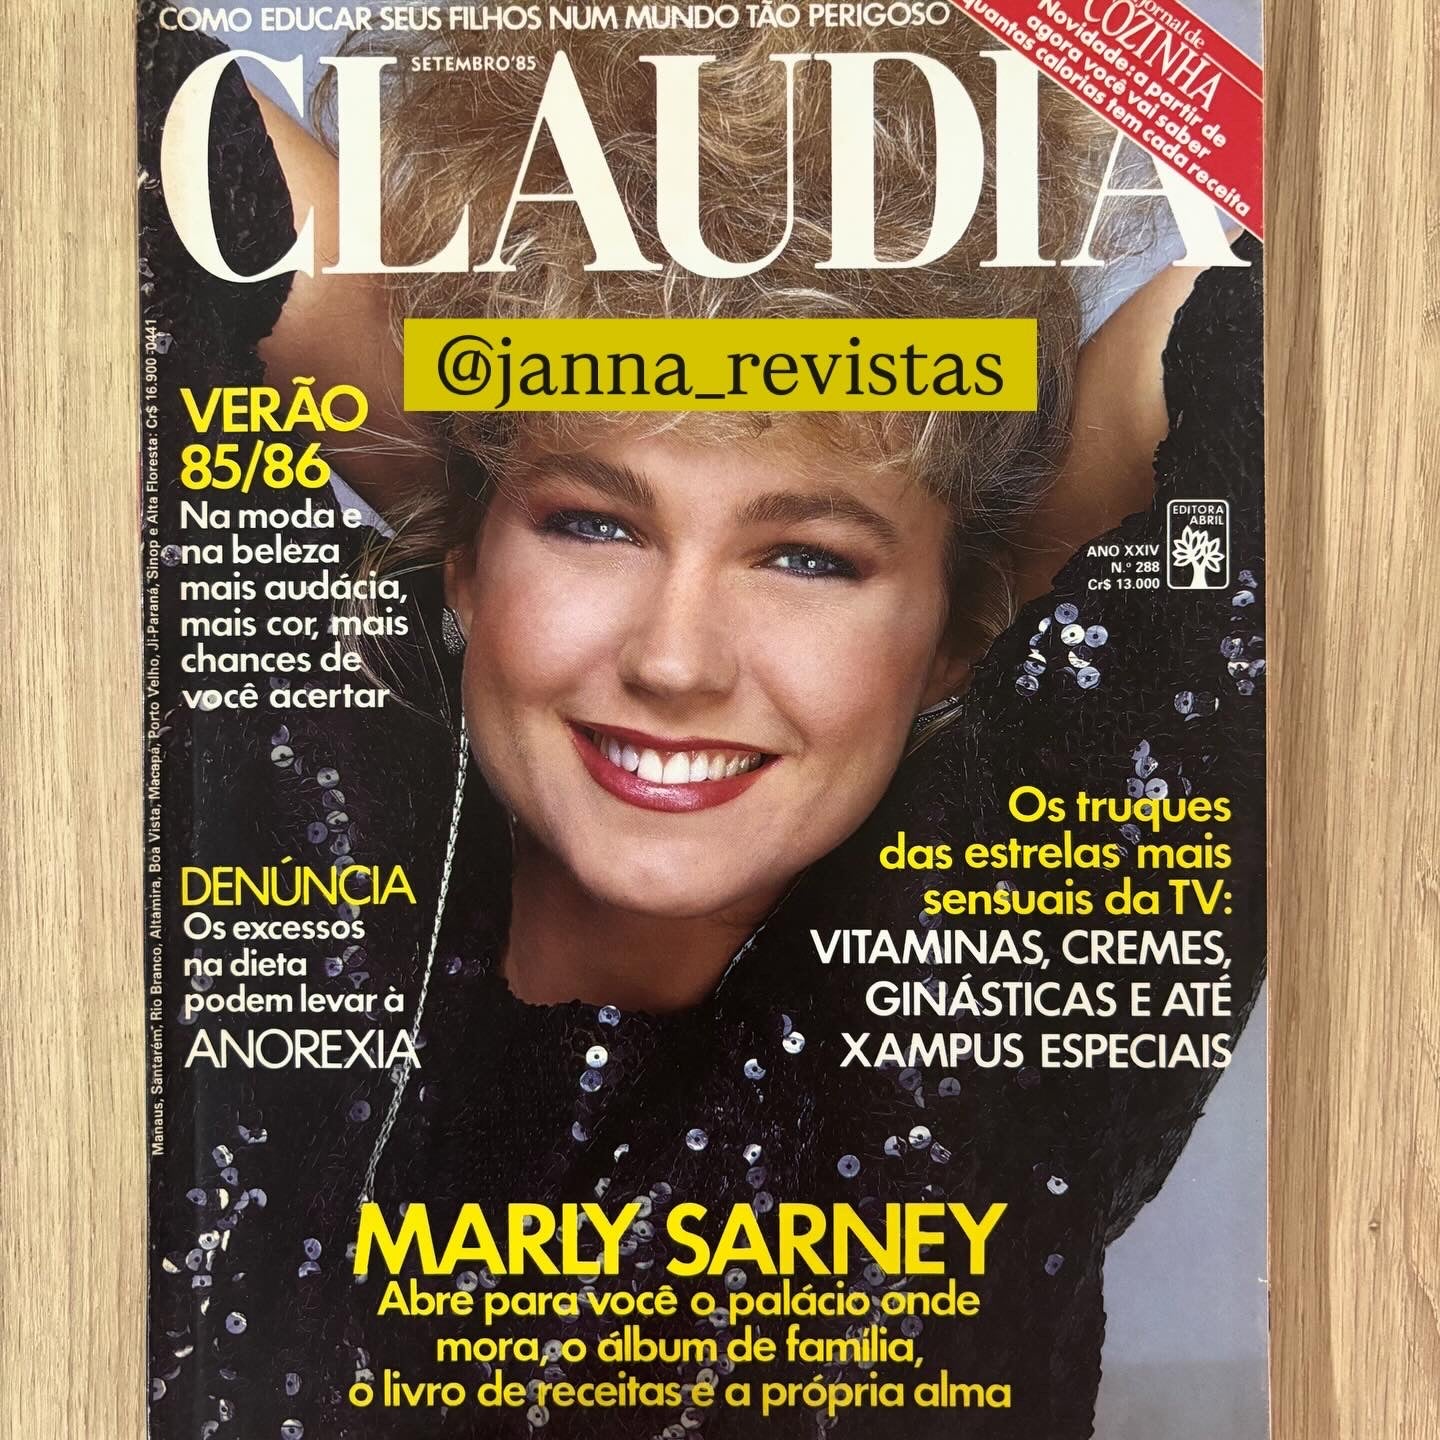 COMO EDUCAR SEUS FILHOS NUM MUNDO TÃO PERIGOSO
CLAUDIA
SETEMBRO'85
jornal de
COZINHA
Novidade: a partir de
agora você vai saber
quantas calorias tem cada receita
@janna_revistas
VERÃO
85/86
Na moda e
na beleza
mais audácia,
mais cor, mais
chances de
você acertar
EDITORA
ABRIL
ANO XXIV
N.º 288
Cr$ 13.000
Manaus, Santarém, Rio Branco, Altamira, Boa Vista, Macapá, Porto Velho, Ji-Paraná, Sinop e Alta Floresta: Cr$ 16.900 0441
DENÚNCIA
Os excessos
na dieta
podem levar à
ANOREXIA
Os truques
das estrelas mais
sensuais da TV:
VITAMINAS, CREMES,
GINÁSTICAS E ATÉ
XAMPUS ESPECIAIS
MARLY SARNEY
Abre para você o palácio onde
mora, o álbum de família,
o livro de receitas e a própria alma